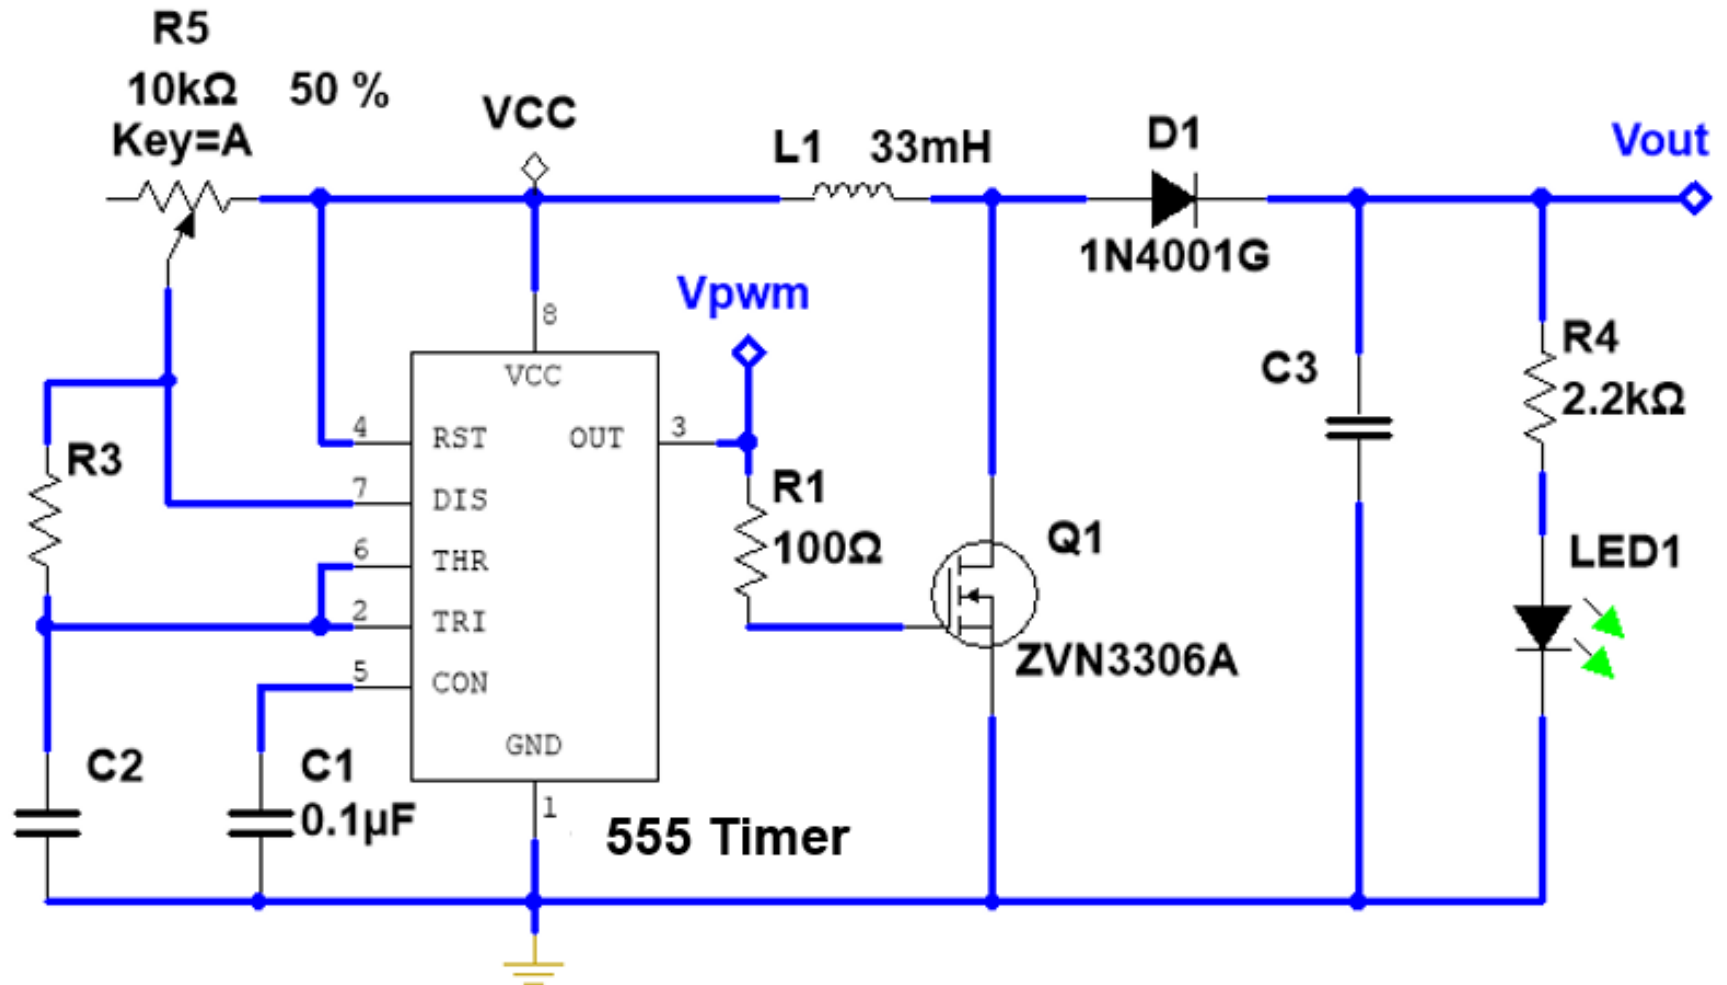 R5
10kΩ 50 %
Key=A
VCC
L1 33mH
D1
1N4001G
Vout
Vpwm
8
VCC
4 RST
OUT 3
7 DIS
6 THR
2 TRI
5 CON
GND
1
R3
R1
100Ω
Q1
ZVN3306A
C3
R4
2.2kΩ
LED1
C2
C1
0.1µF
555 Timer